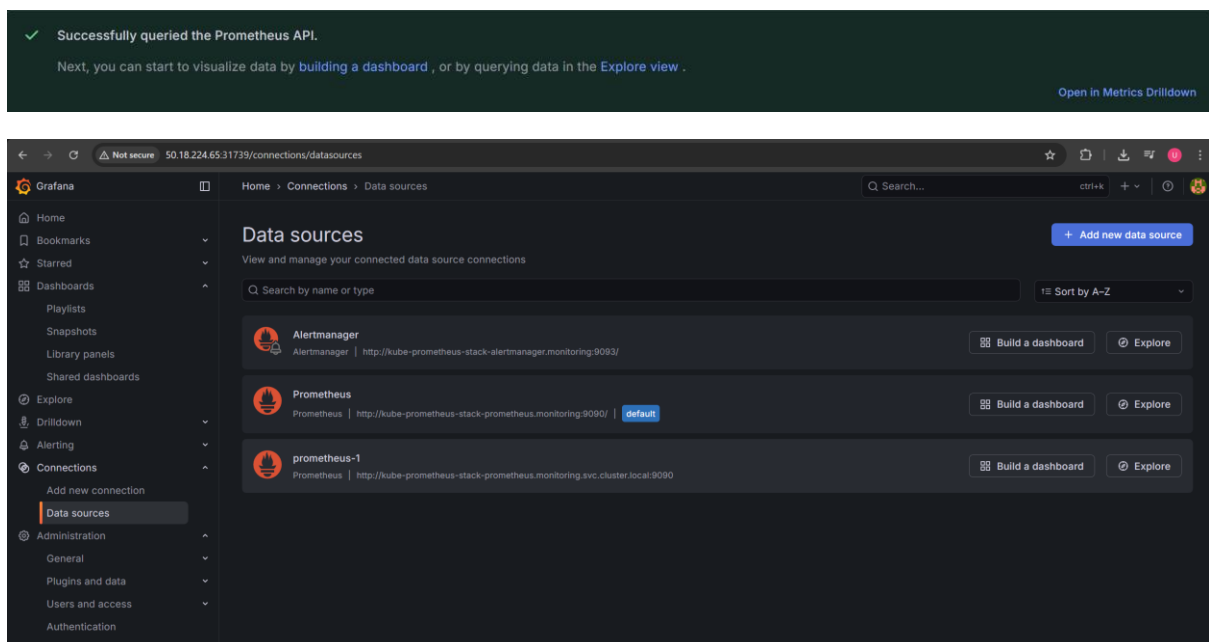 Successfully queried the Prometheus API.
Next, you can start to visualize data by building a dashboard , or by querying data in the Explore view .
Open in Metrics Drilldown
Not secure 50.18.224.65:31739/connections/datasources
U
Grafana
Home › Connections › Data sources
Search...
ctrl+k
Home
Bookmarks
Starred
Dashboards
Playlists
Snapshots
Library panels
Shared dashboards
Explore
Drilldown
Alerting
Connections
Add new connection
Data sources
Administration
General
Plugins and data
Users and access
Authentication
Data sources
+ Add new data source
View and manage your connected data source connections
Search by name or type
Sort by A–Z
Alertmanager
Alertmanager | http://kube-prometheus-stack-alertmanager.monitoring:9093/
Build a dashboard
Explore
Prometheus
Prometheus | http://kube-prometheus-stack-prometheus.monitoring:9090/ | default
Build a dashboard
Explore
prometheus-1
Prometheus | http://kube-prometheus-stack-prometheus.monitoring.svc.cluster.local:9090
Build a dashboard
Explore